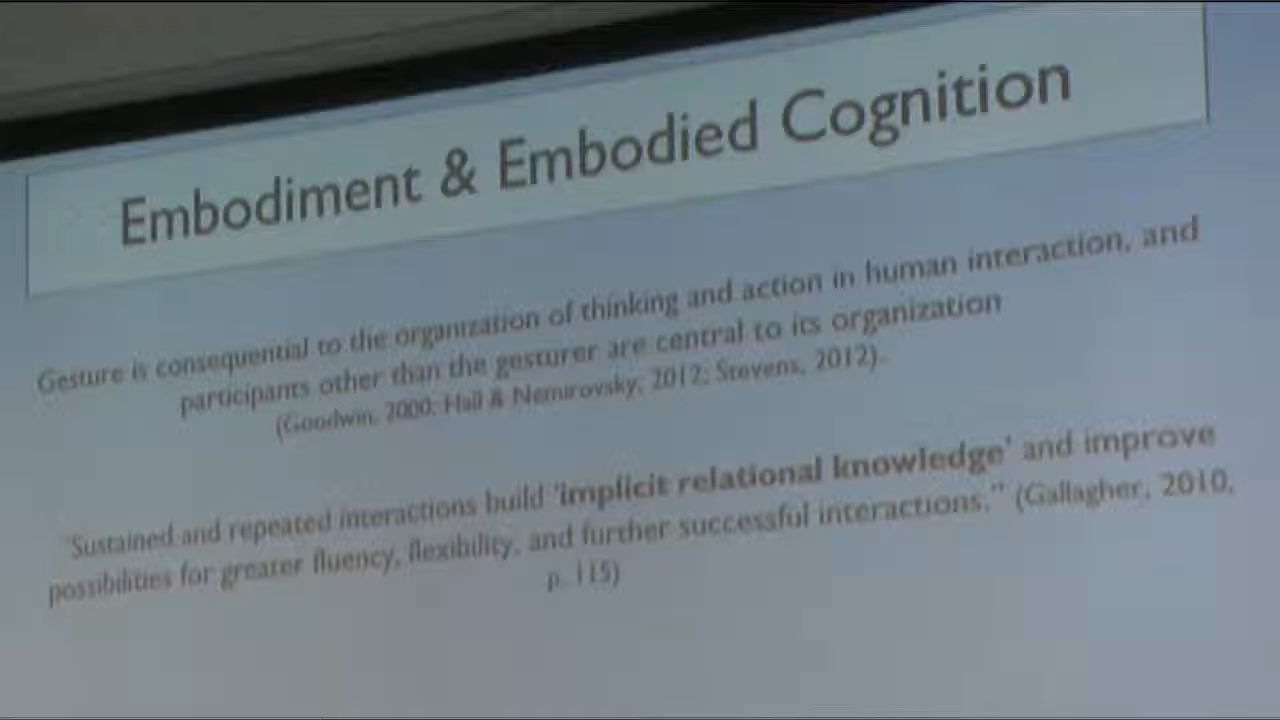 Embodiment & Embodied Cognition
Gesture is consequential to the organization of thinking and action in human interaction, and
participants other than the gesturer are central to its organization
(Goodwin, 2000; Hall & Nemirovsky, 2012; Stevens, 2012).
"Sustained and repeated interactions build 'implicit relational knowledge' and improve
possibilities for greater fluency, flexibility, and further successful interactions." (Gallagher, 2010,
p. 115)